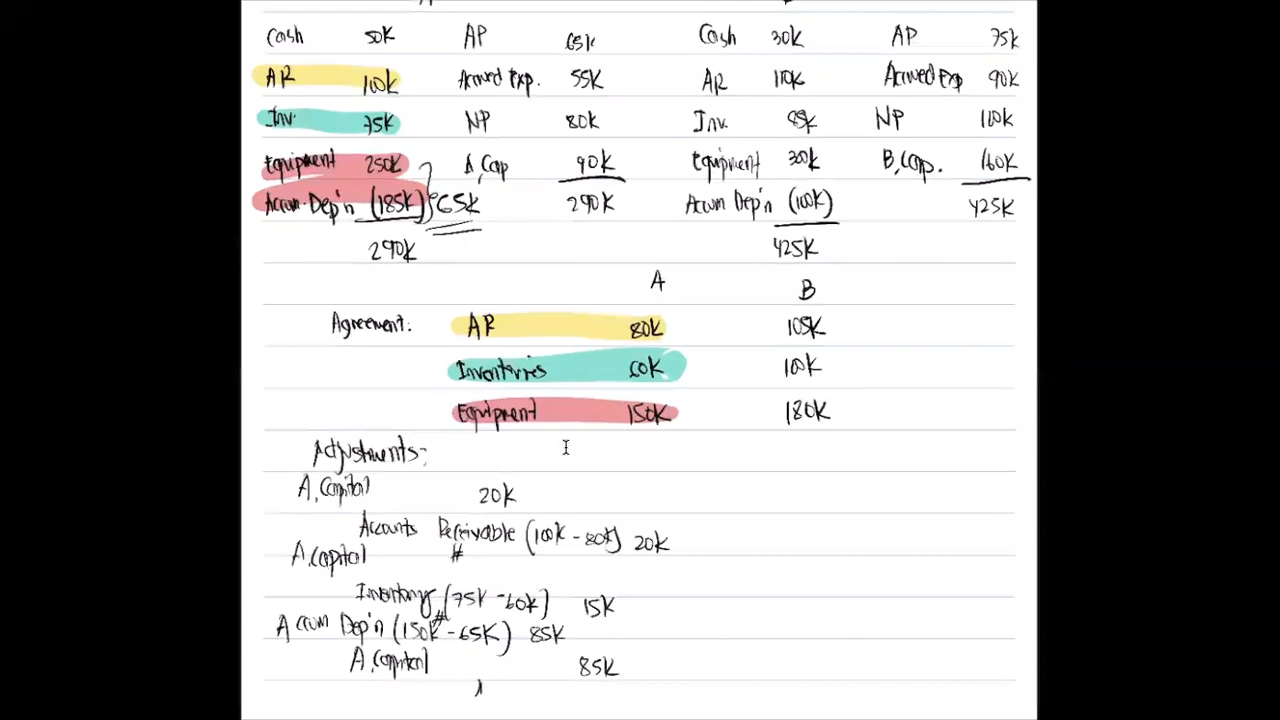 Cash 50K AP 65K Cash 30K AP 75K
AR 100K Accrued Exp. 55K AR 110K Accrued Exp 90K
Inv. 75K NP 80K Inv. 85K NP 100K
Equipment 250K A, Cap 90K Equipment 300K B, Cap. 160K
Accum. Dep'n (185K) 65K 290K Accum Dep'n (100K) 425K
290K 425K
A B
Agreement: AR 80K 105K
Inventories 60K 100K
Equipment 150K 180K
Adjustments:
A, Capital 20K
Accounts Receivable (100K - 80K) 20K
A, Capital #
Inventory (75K - 60K) 15K
Accum Dep'n (150K - 65K) 85K
A, Capital 85K